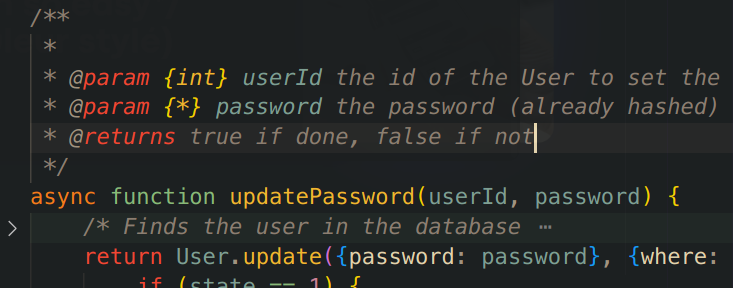 /**
*
* @param {int} userId the id of the User to set the
* @param {*} password the password (already hashed)
* @returns true if done, false if not
*/
async function updatePassword(userId, password) {
/* Finds the user in the database ⋯
return User.update({password: password}, {where:
if (state == 1) {